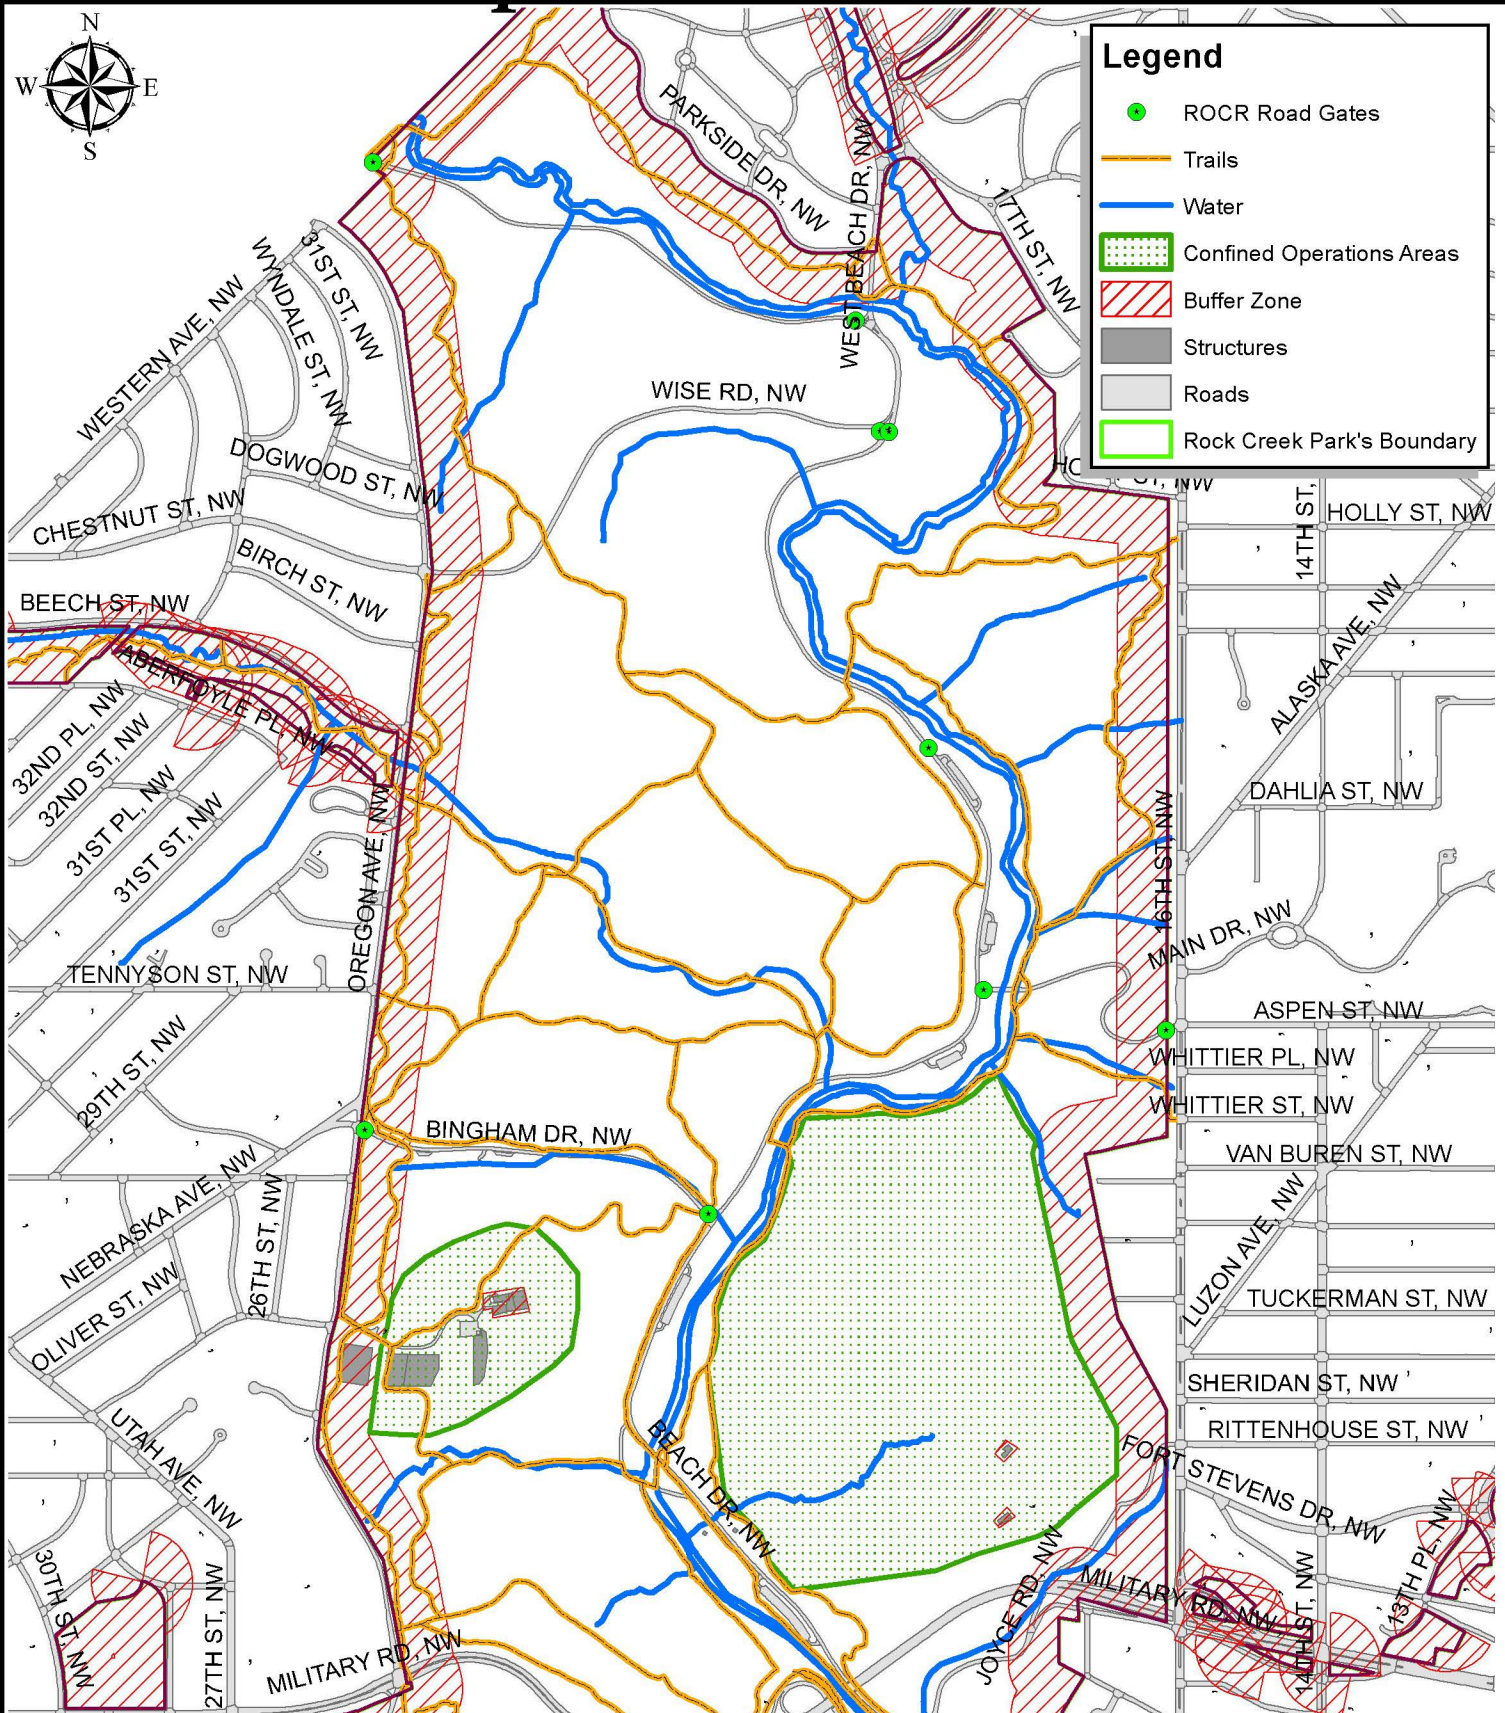 N
W E
S
Legend
ROCR Road Gates
Trails
Water
Confined Operations Areas
Buffer Zone
Structures
Roads
Rock Creek Park's Boundary
PARKSIDE DR, NW
WEST BEACH DR, NW
17TH ST, NW
31ST ST, NW
WYNDALE ST, NW
WESTERN AVE, NW
WISE RD, NW
DOGWOOD ST, NW
CHESTNUT ST, NW
ST, NW
14TH ST,
HOLLY ST, NW
BIRCH ST, NW
BEECH ST, NW
ALASKA AVE, NW
ABERFOYLE PL, NW
32ND PL, NW
32ND ST, NW
31ST PL, NW
31ST ST, NW
DAHLIA ST, NW
OREGON AVE, NW
16TH ST, NW
MAIN DR, NW
TENNYSON ST, NW
ASPEN ST, NW
29TH ST, NW
WHITTIER PL, NW
WHITTIER ST, NW
BINGHAM DR, NW
VAN BUREN ST, NW
NEBRASKA AVE, NW
26TH ST, NW
LUZON AVE, NW
OLIVER ST, NW
TUCKERMAN ST, NW
SHERIDAN ST, NW
UTAH AVE, NW
BEACH DR, NW
RITTENHOUSE ST, NW
FORT STEVENS DR, NW
30TH ST, NW
27TH ST, NW
MILITARY RD, NW
JOYCE RD, NW
MILITARY RD, NW
14TH ST, NW
13TH PL, NW